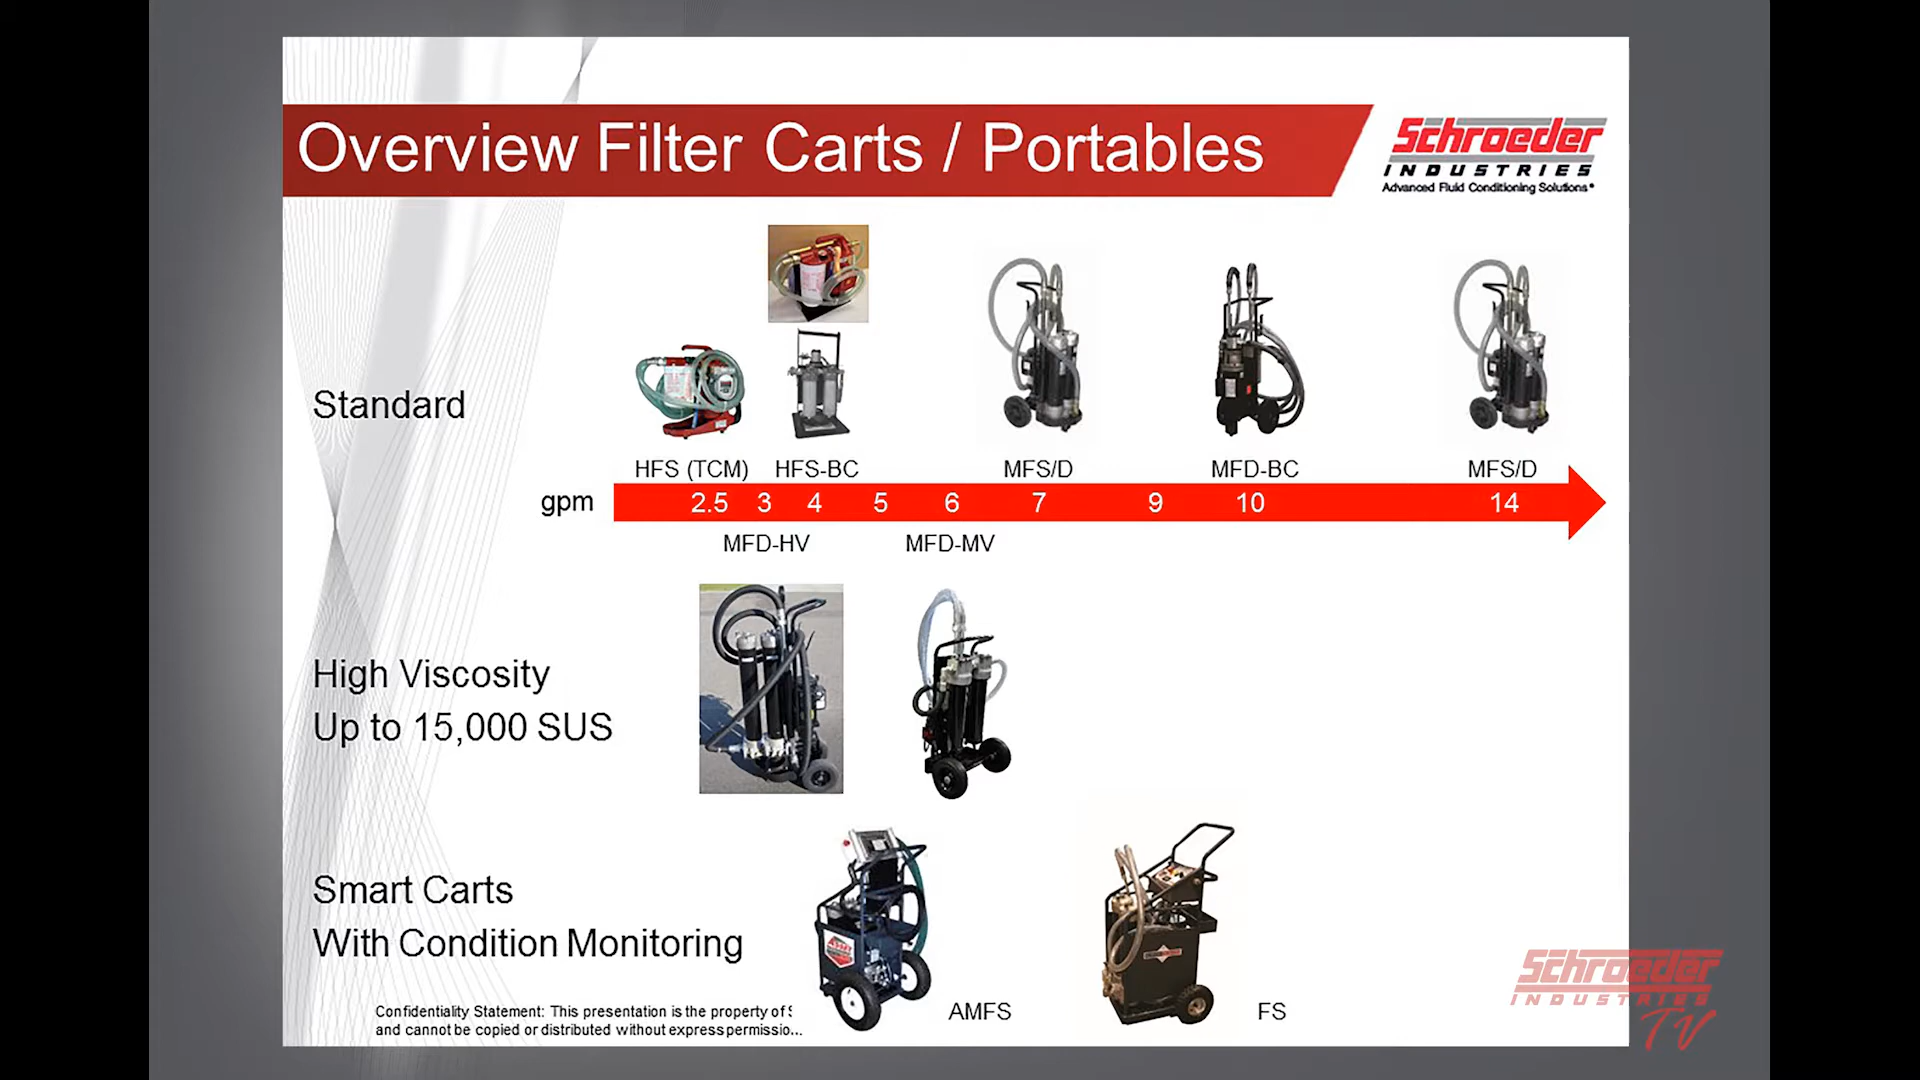 Overview Filter Carts / Portables
Schroeder
INDUSTRIES
Advanced Fluid Conditioning Solutions®
Standard
HFS (TCM) HFS-BC MFS/D MFD-BC MFS/D
gpm 2.5 3 4 5 6 7 9 10 14
MFD-HV MFD-MV
High Viscosity
Up to 15,000 SUS
Smart Carts
With Condition Monitoring
AMFS FS
Confidentiality Statement: This presentation is the property of
and cannot be copied or distributed without express permissio...
Schroeder
INDUSTRIES
TV